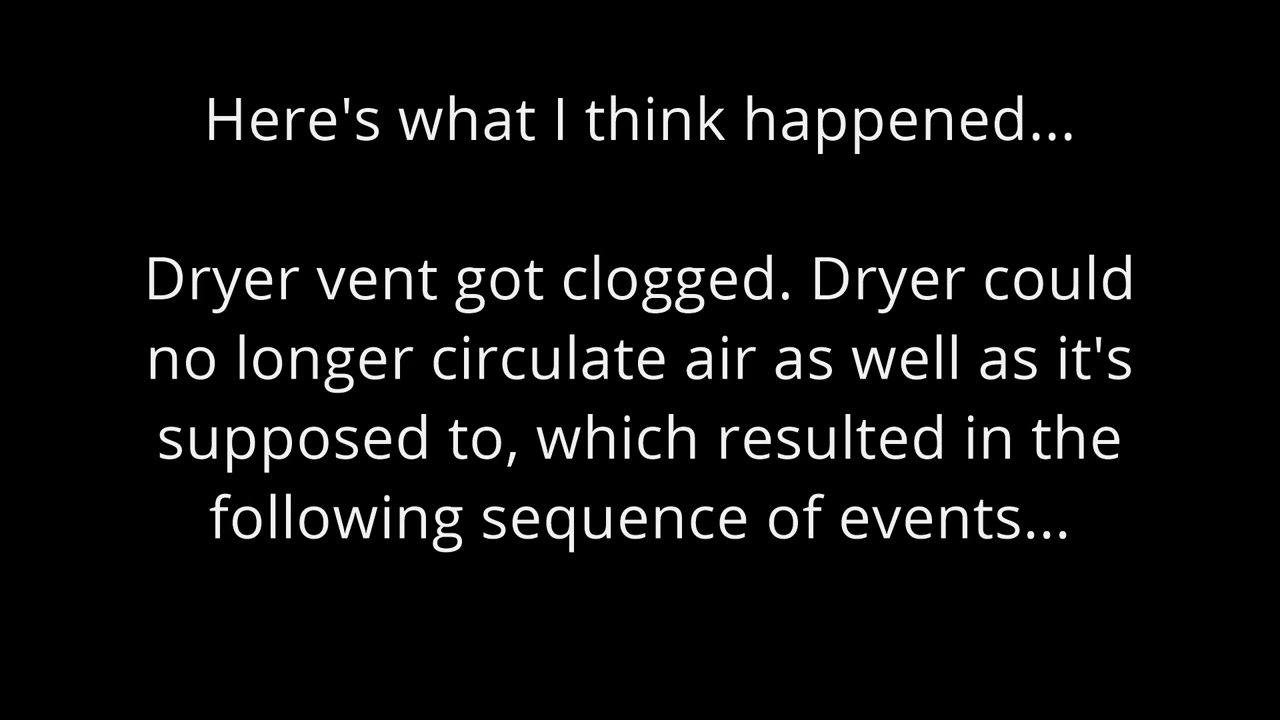 Here's what I think happened...
Dryer vent got clogged. Dryer could
no longer circulate air as well as it's
supposed to, which resulted in the
following sequence of events...